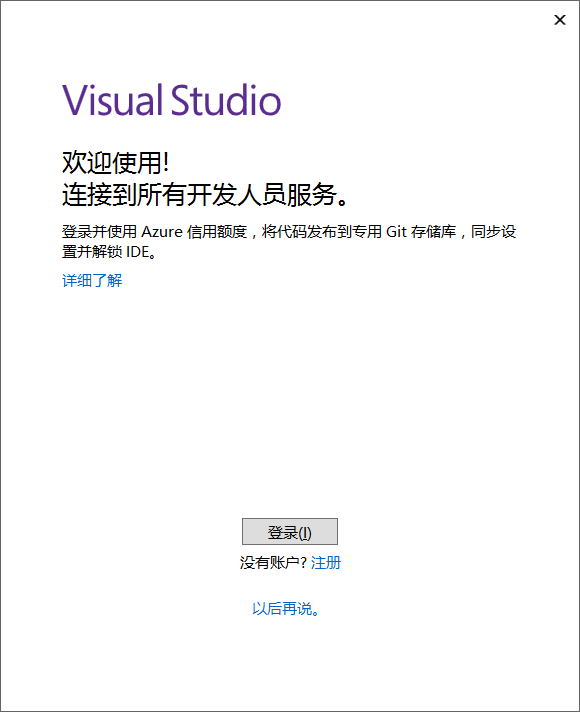 Visual Studio
欢迎使用!
连接到所有开发人员服务。
登录并使用 Azure 信用额度，将代码发布到专用 Git 存储库，同步设
置并解锁 IDE。
详细了解
登录(I)
没有账户? 注册
以后再说。